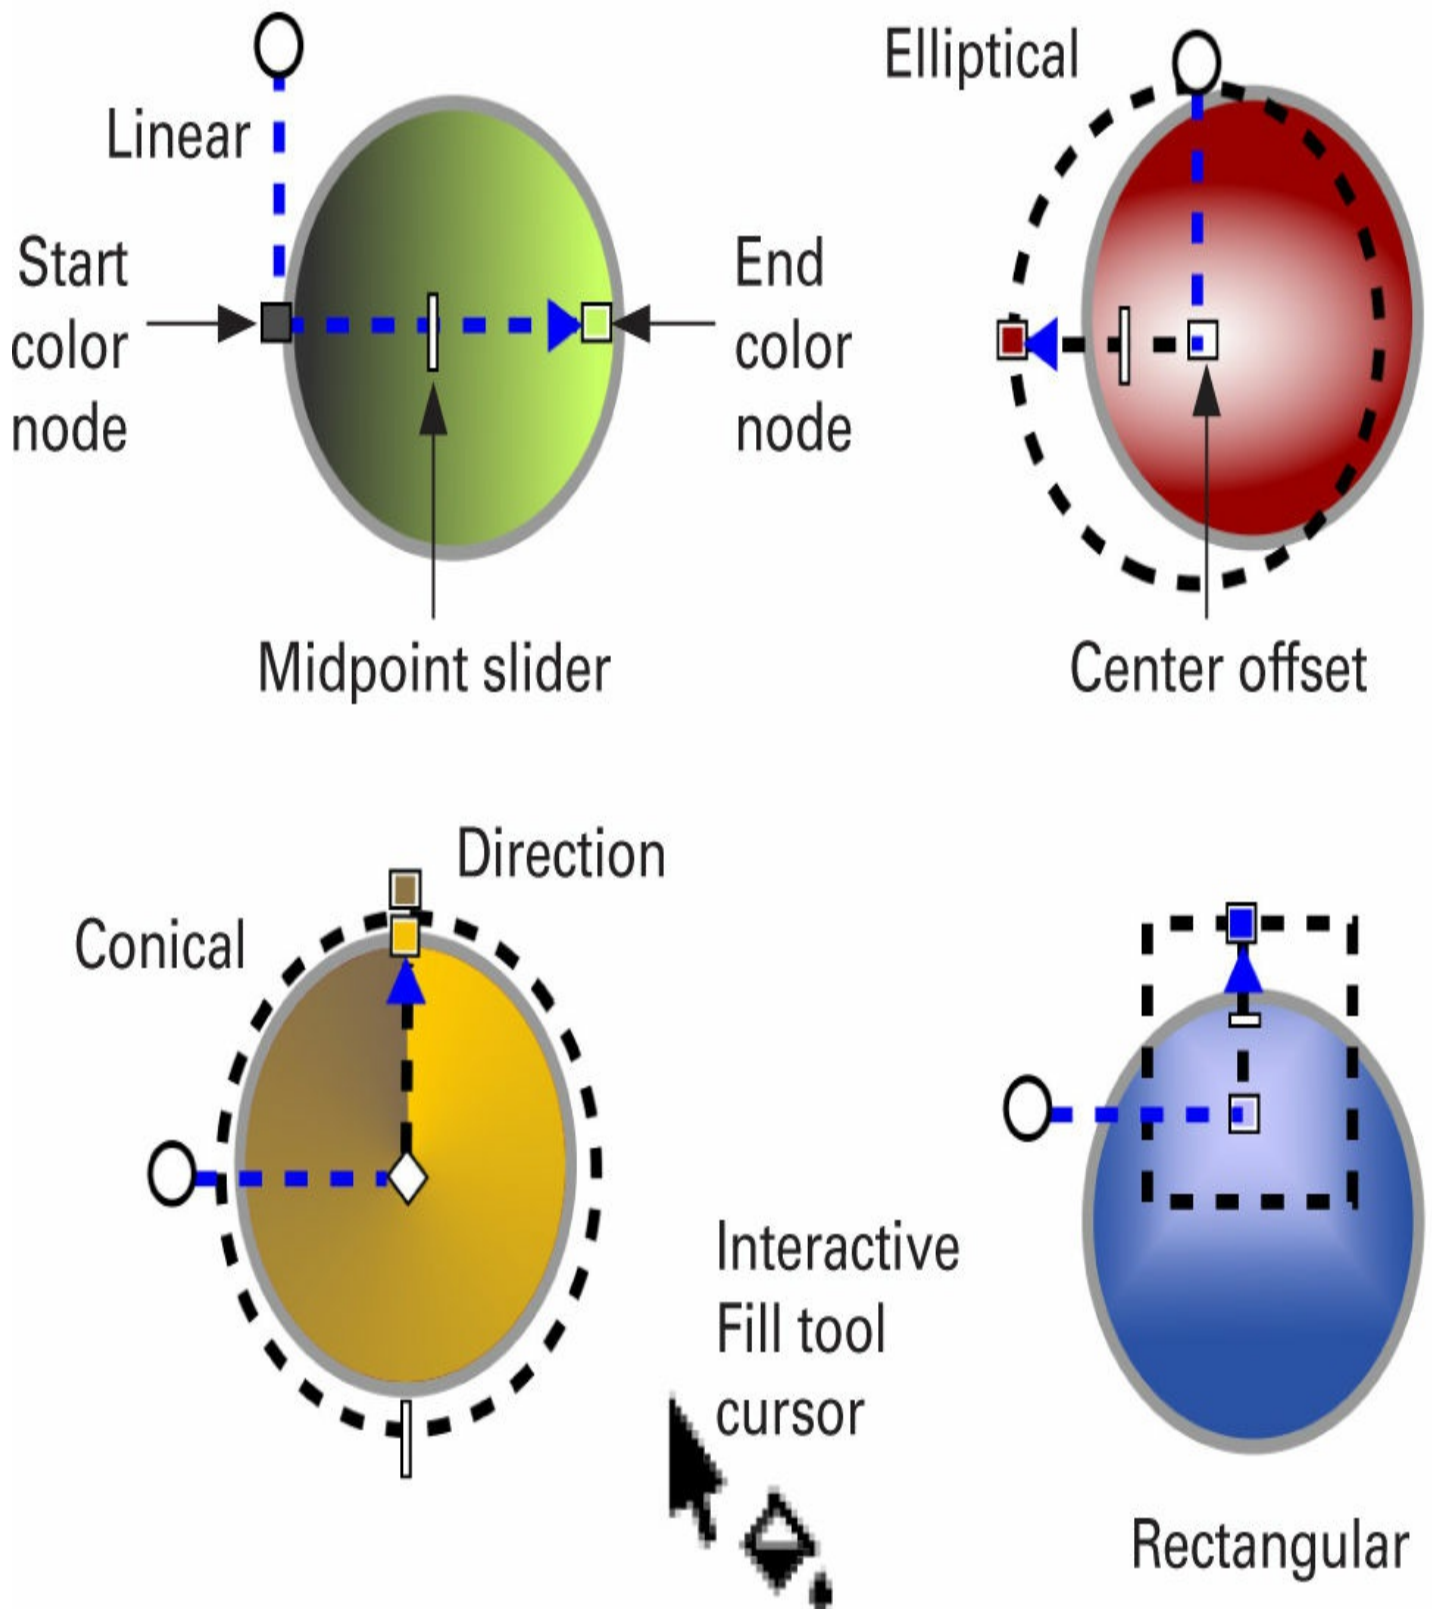 Linear
Start
color
node
End
color
node
Midpoint slider
Elliptical
Center offset
Direction
Conical
Interactive
Fill tool
cursor
Rectangular